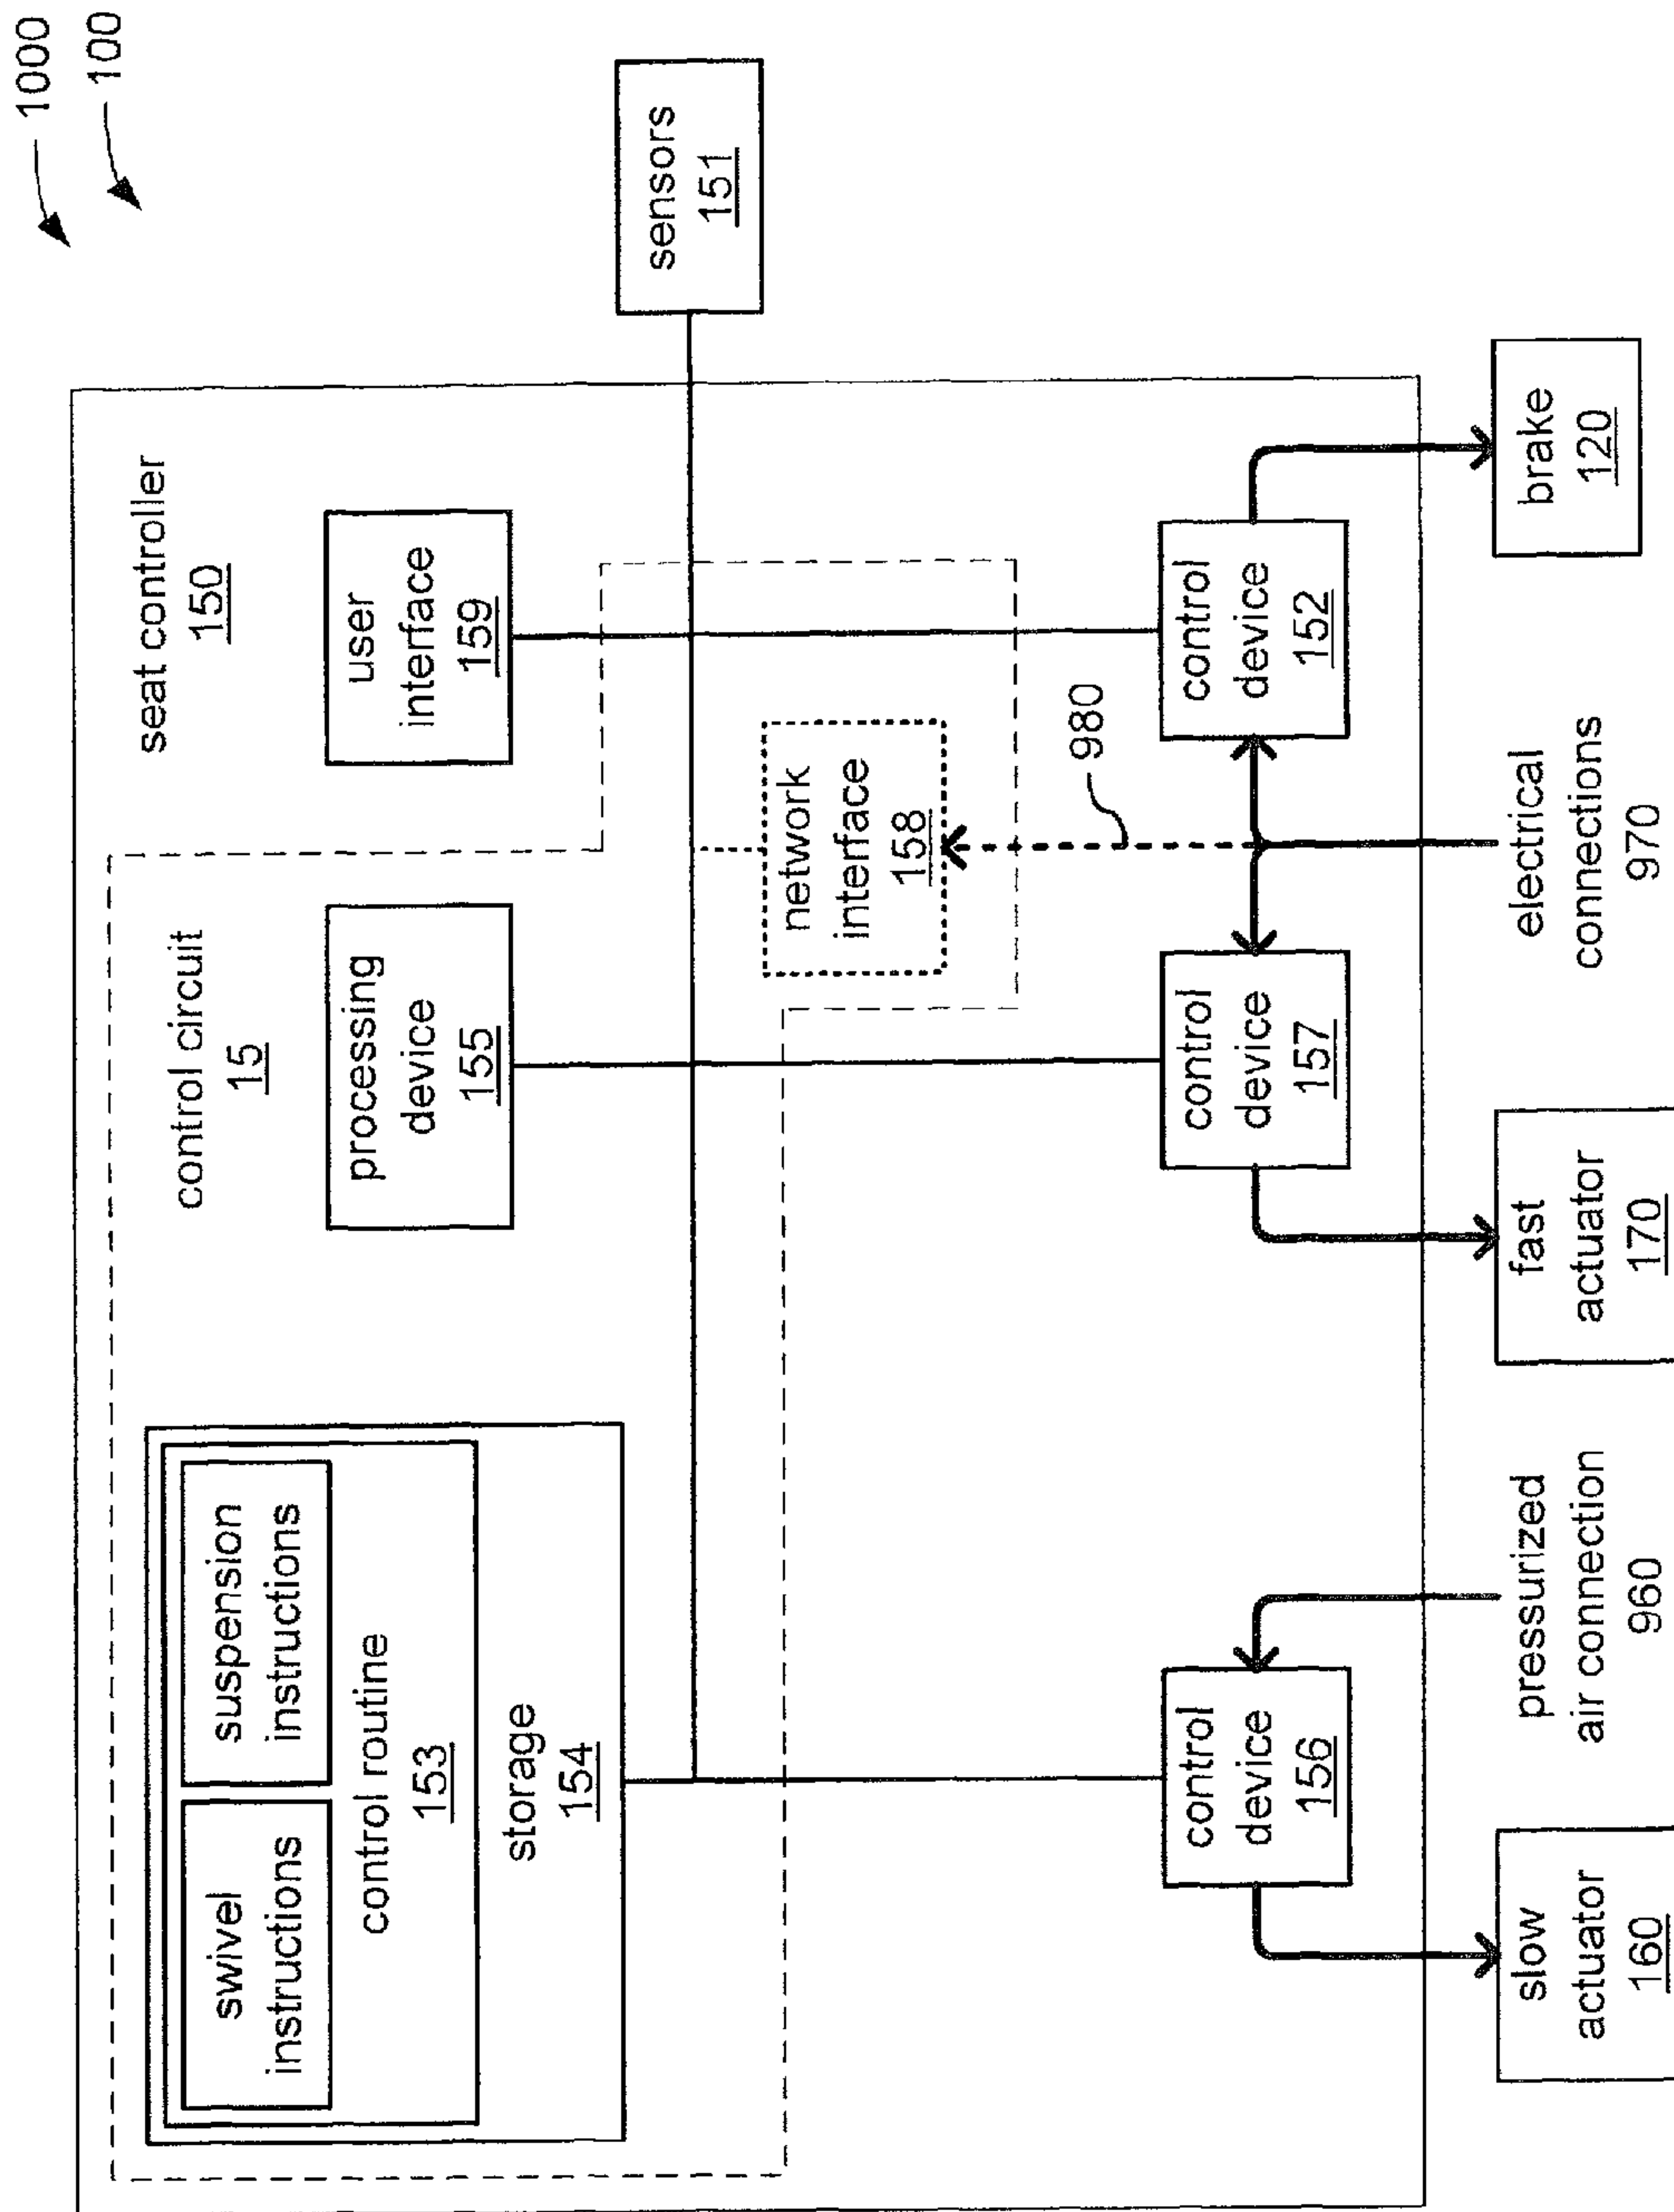 1000
100
seat controller
150
control circuit
15
swivel
instructions
suspension
instructions
control routine
153
storage
154
processing
device
155
user
interface
159
sensors
151
network
interface
158
980
control
device
156
control
device
157
control
device
152
slow
actuator
160
pressurized
air connection
960
fast
actuator
170
electrical
connections
970
brake
120